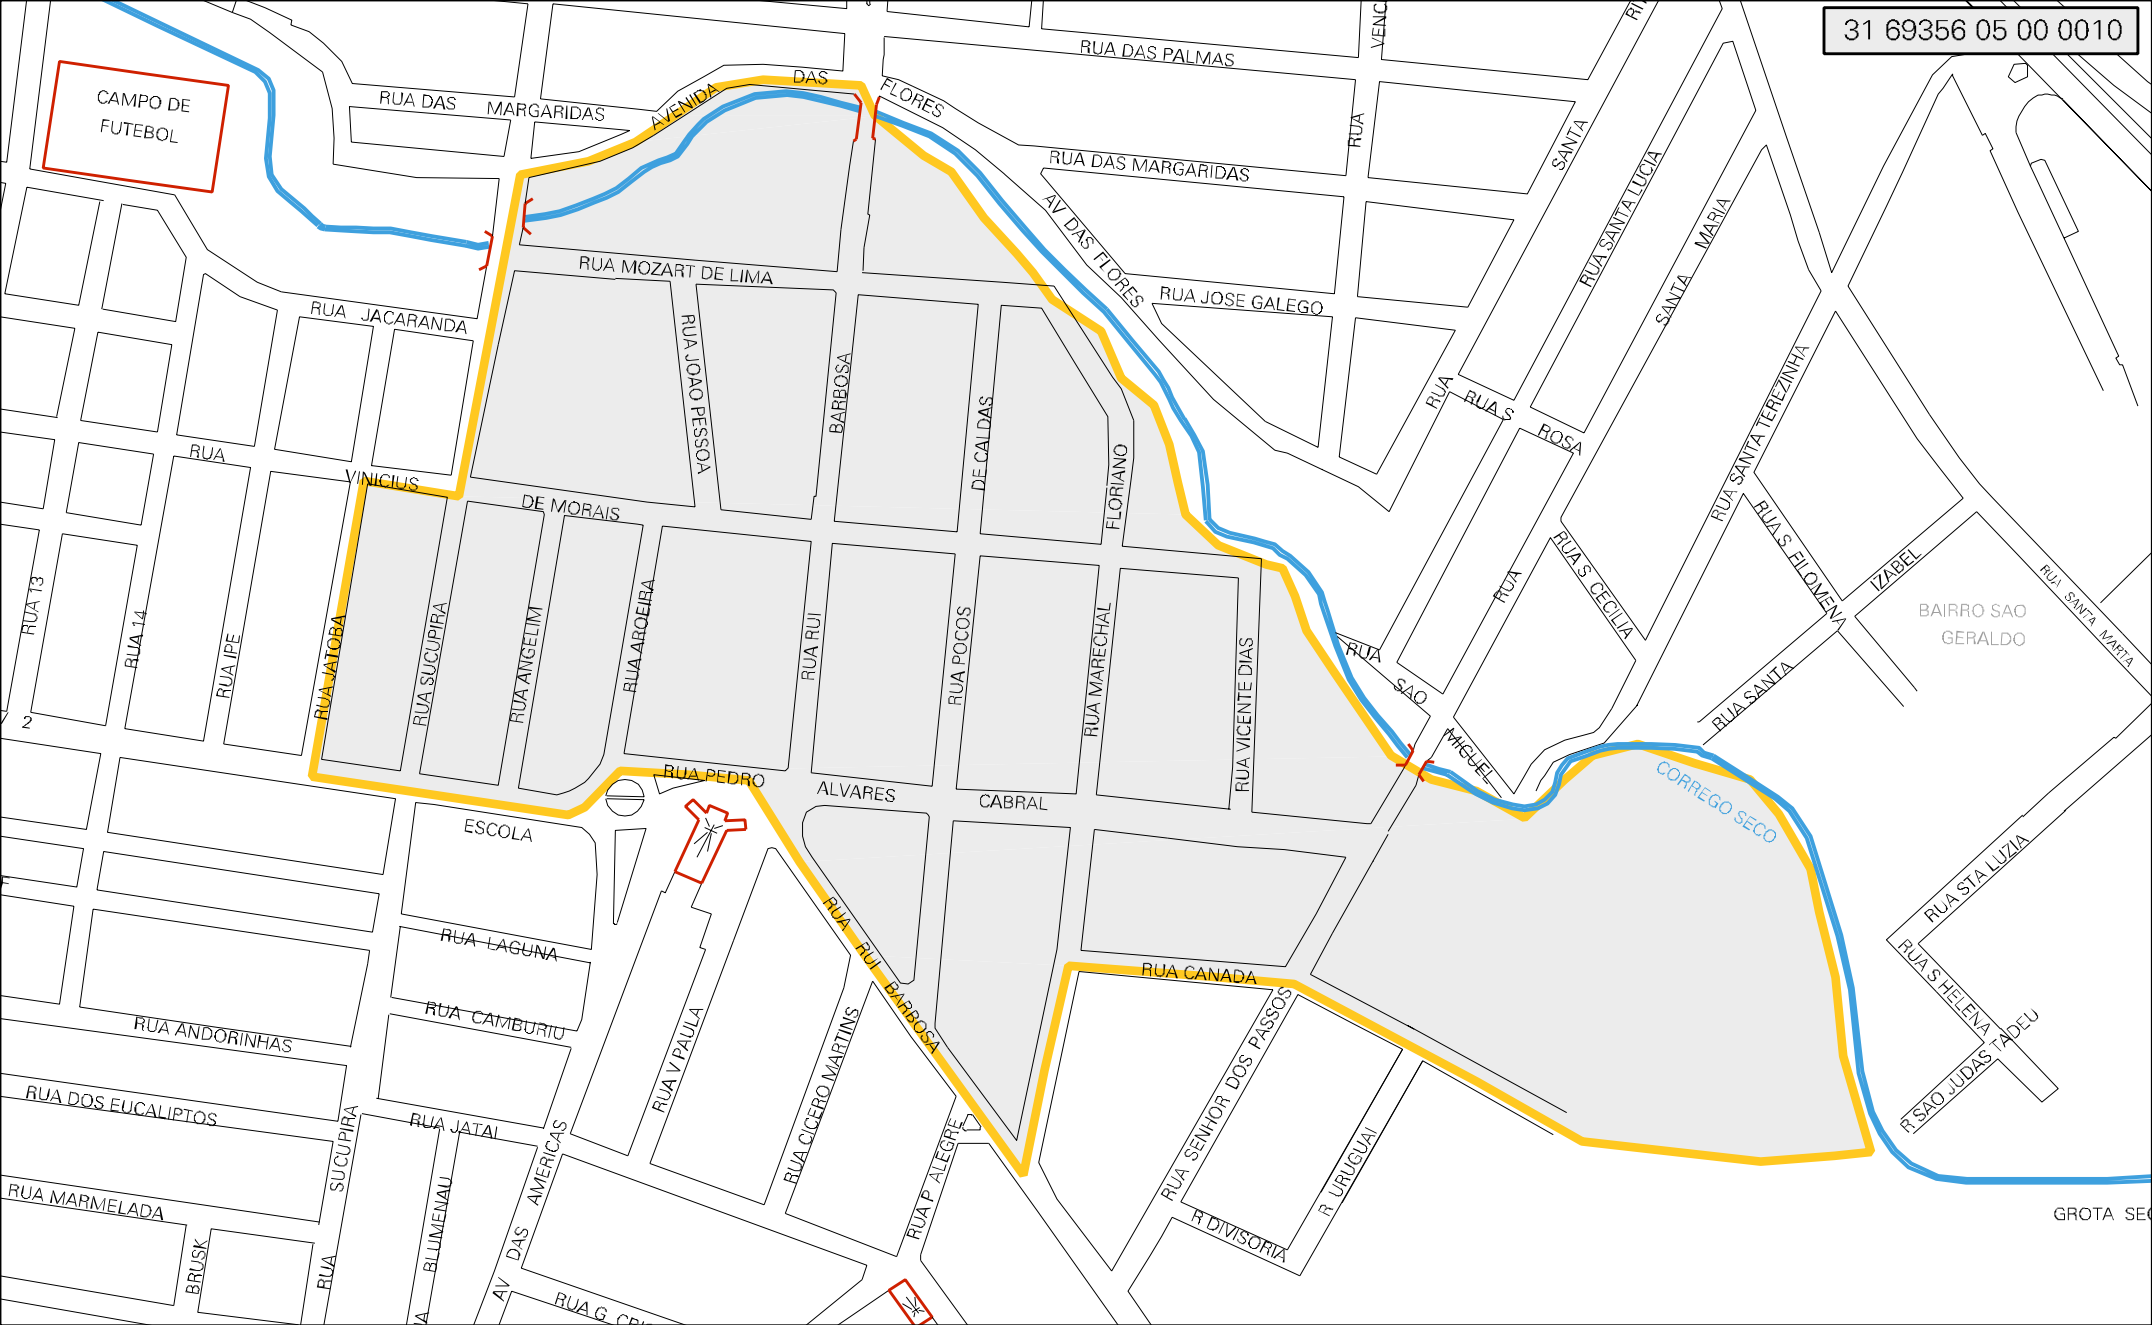 31 69356 05 00 0010
RUA DAS PALMAS
VENC
RUA
CAMPO DE
FUTEBOL
RUA DAS MARGARIDAS
AVENIDA DAS FLORES
RUA DAS MARGARIDAS
AV DAS FLORES
RUA SANTA
RUA SANTA LUCIA
RUA SANTA MARIA
RUA MOZART DE LIMA
RUA JOSE GALEGO
RUA JACARANDA
RUA JOAO PESSOA
RUA RUI BARBOSA
RUA POCOS DE CALDAS
RUA MARECHAL FLORIANO
RUA S ROSA
RUA SANTA TEREZINHA
RUA VINICIUS DE MORAIS
RUA S FILOMENA
RUA S CECILIA
RUA SANTA IZABEL
RUA SANTA MARTA
BAIRRO SAO
GERALDO
RUA 13
RUA 14
RUA IPE
RUA JATOBA
RUA SUCUPIRA
RUA ANGELIM
RUA AROEIRA
RUA VICENTE DIAS
RUA SAO MIGUEL
2
RUA PEDRO ALVARES CABRAL
CORREGO SECO
ESCOLA
RUA STA LUZIA
RUA LAGUNA
RUA RUI BARBOSA
RUA CANADA
RUA S HELENA
RUA CAMBURIU
RUA ANDORINHAS
RUA V PAULA
RUA CICERO MARTINS
RUA SENHOR DOS PASSOS
R SAO JUDAS TADEU
RUA DOS EUCALIPTOS
RUA JATAI
RUA SUCUPIRA
AV DAS AMERICAS
RUA P ALEGRE
R URUGUAI
RUA MARMELADA
BLUMENAU
BRUSK
R DIVISORIA
GROTA SEC
RUA G